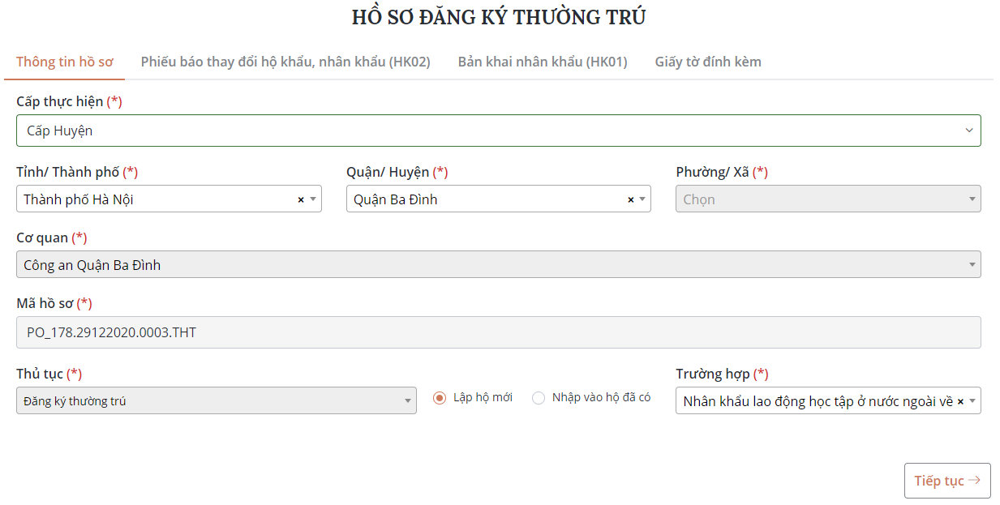 HỒ SƠ ĐĂNG KÝ THƯỜNG TRÚ
Thông tin hồ sơ Phiếu báo thay đổi hộ khẩu, nhân khẩu (HK02) Bản khai nhân khẩu (HK01) Giấy tờ đính kèm
Cấp thực hiện (*)
Cấp Huyện
Tỉnh/ Thành phố (*) Quận/ Huyện (*) Phường/ Xã (*)
Thành phố Hà Nội × Quận Ba Đình × Chọn
Cơ quan (*)
Công an Quận Ba Đình
Mã hồ sơ (*)
PO_178.29122020.0003.THT
Thủ tục (*) Trường hợp (*)
Đăng ký thường trú Lập hộ mới Nhập vào hộ đã có Nhân khẩu lao động học tập ở nước ngoài về ×
Tiếp tục →